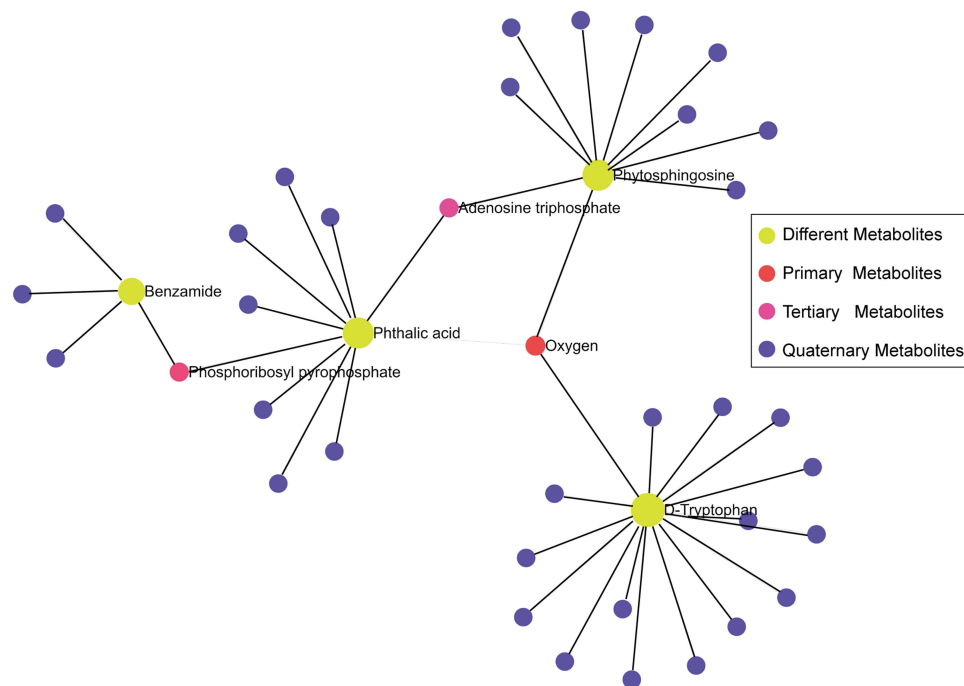 Phytosphingosine
Adenosine triphosphate
Different Metabolites
Primary Metabolites
Tertiary Metabolites
Quaternary Metabolites
Benzamide
Phthalic acid
Oxygen
Phosphoribosyl pyrophosphate
D-Tryptophan